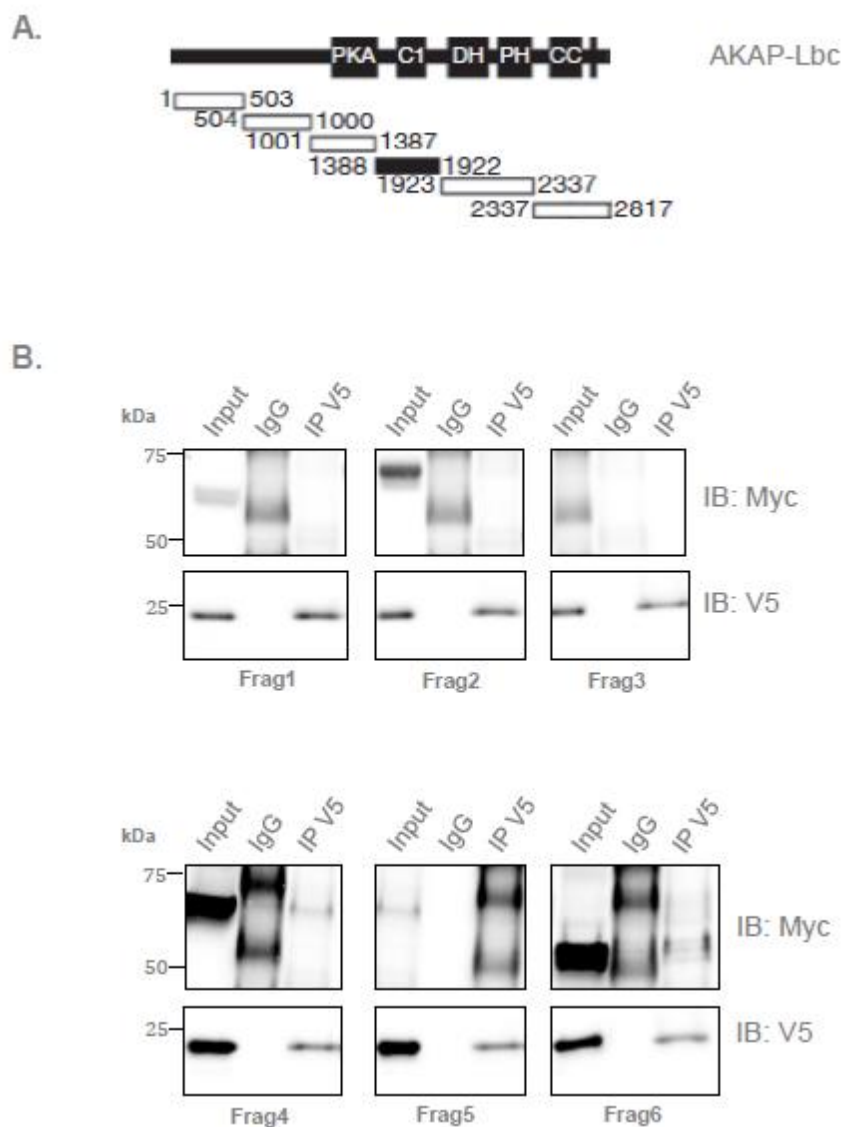 A.
PKA C1 DH PH CC AKAP-Lbc
1 503
504 1000
1001 1387
1388 1922
1923 2337
2337 2817
B.
kDa Input IgG IP V5 Input IgG IP V5 Input IgG IP V5
75
50
IB: Myc
25
IB: V5
Frag1 Frag2 Frag3
kDa Input IgG IP V5 Input IgG IP V5 Input IgG IP V5
75
IB: Myc
50
25
IB: V5
Frag4 Frag5 Frag6